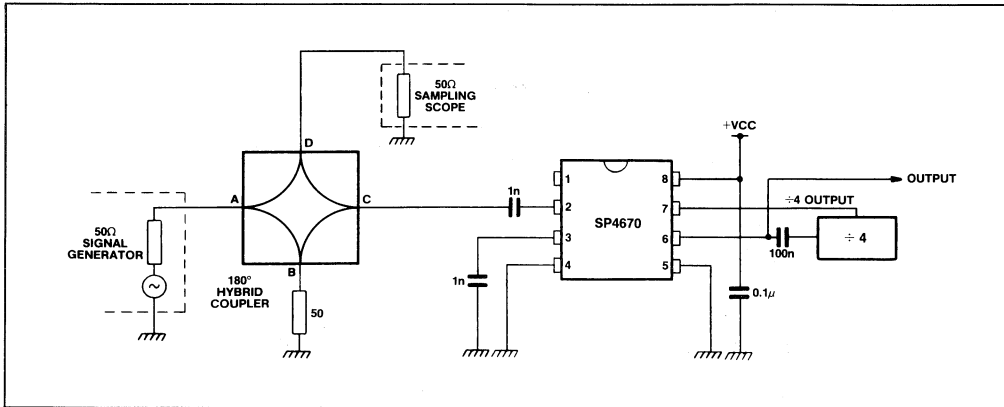 50Ω
SAMPLING
SCOPE
+VCC
D
OUTPUT
1
8
÷4 OUTPUT
A
C
1n
2
7
SP4670
÷ 4
50Ω
SIGNAL
GENERATOR
3
6
100n
B
4
5
180°
HYBRID
COUPLER
1n
0.1μ
50